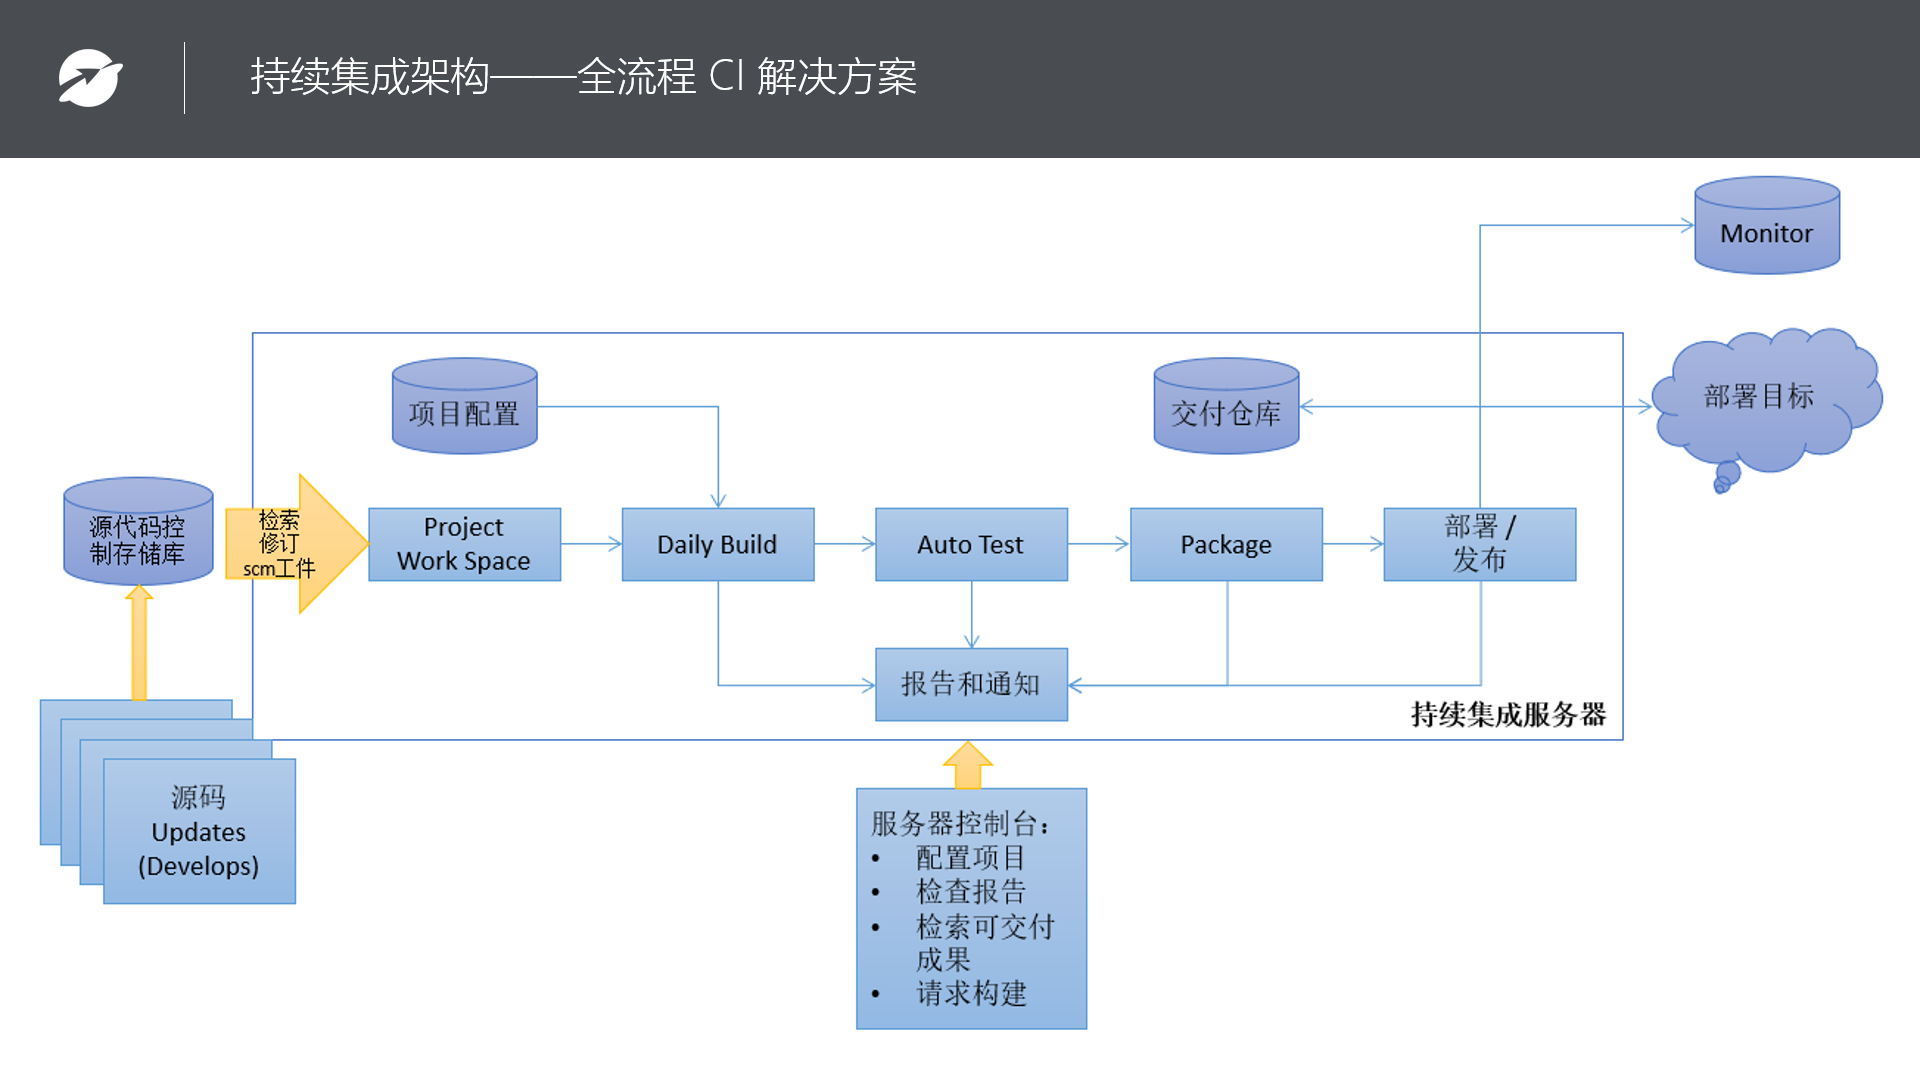 持续集成架构——全流程 CI 解决方案
Monitor
部署目标
项目配置
交付仓库
源代码控
制存储库
检索
修订
scm工件
Project
Work Space
Daily Build
Auto Test
Package
部署 /
发布
报告和通知
持续集成服务器
源码
Updates
(Develops)
服务器控制台：
• 配置项目
• 检查报告
• 检索可交付
成果
• 请求构建